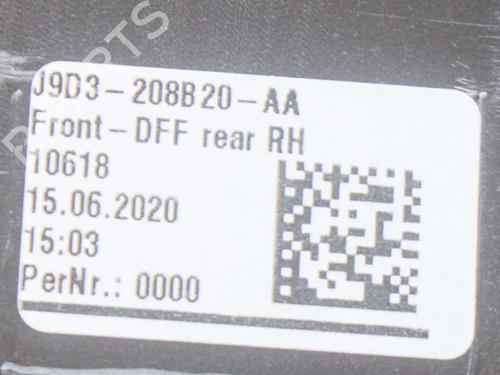 J9D3-208B20-AA
Front-DFF rear RH
10618
15.06.2020
15:03
PerNr.: 0000